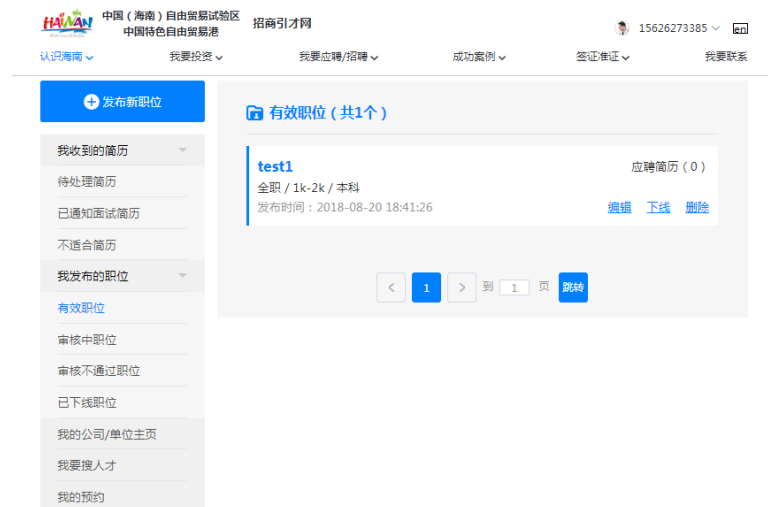 HAINAN
中国（海南）自由贸易试验区
中国特色自由贸易港
招商引才网
15626273385
en
认识海南
我要投资
我要应聘/招聘
成功案例
签证准证
我要联系
发布新职位
我收到的简历
待处理简历
已通知面试简历
不适合简历
我发布的职位
有效职位
审核中职位
审核不通过职位
已下线职位
我的公司/单位主页
我要搜人才
我的预约
有效职位（共1个）
test1
应聘简历（0）
全职 / 1k-2k / 本科
发布时间：2018-08-20 18:41:26
编辑 下线 删除
< 1 > 到 1 页 跳转